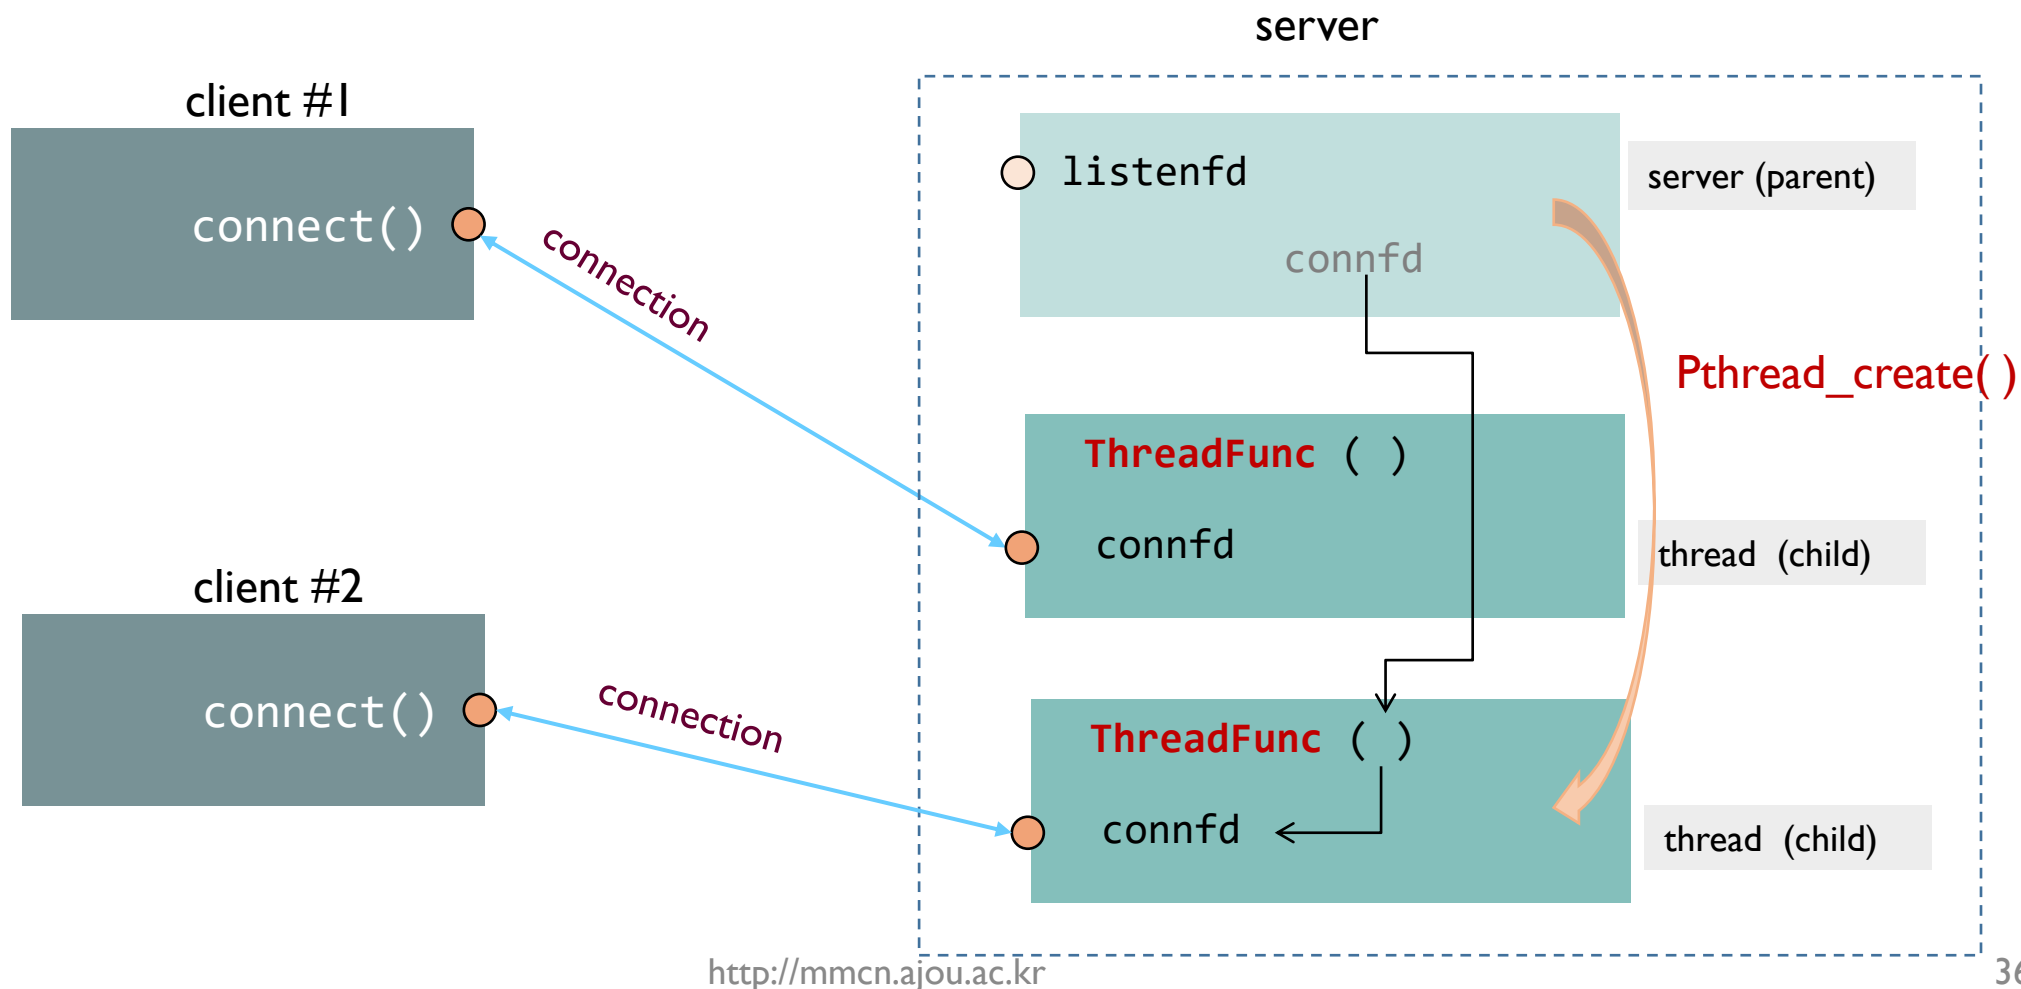 server
client #1
connect()
connection
listenfd
connfd
server (parent)
Pthread_create( )
ThreadFunc ( )
connfd
thread (child)
client #2
connect()
connection
ThreadFunc ( )
connfd
thread (child)
http://mmcn.ajou.ac.kr
36